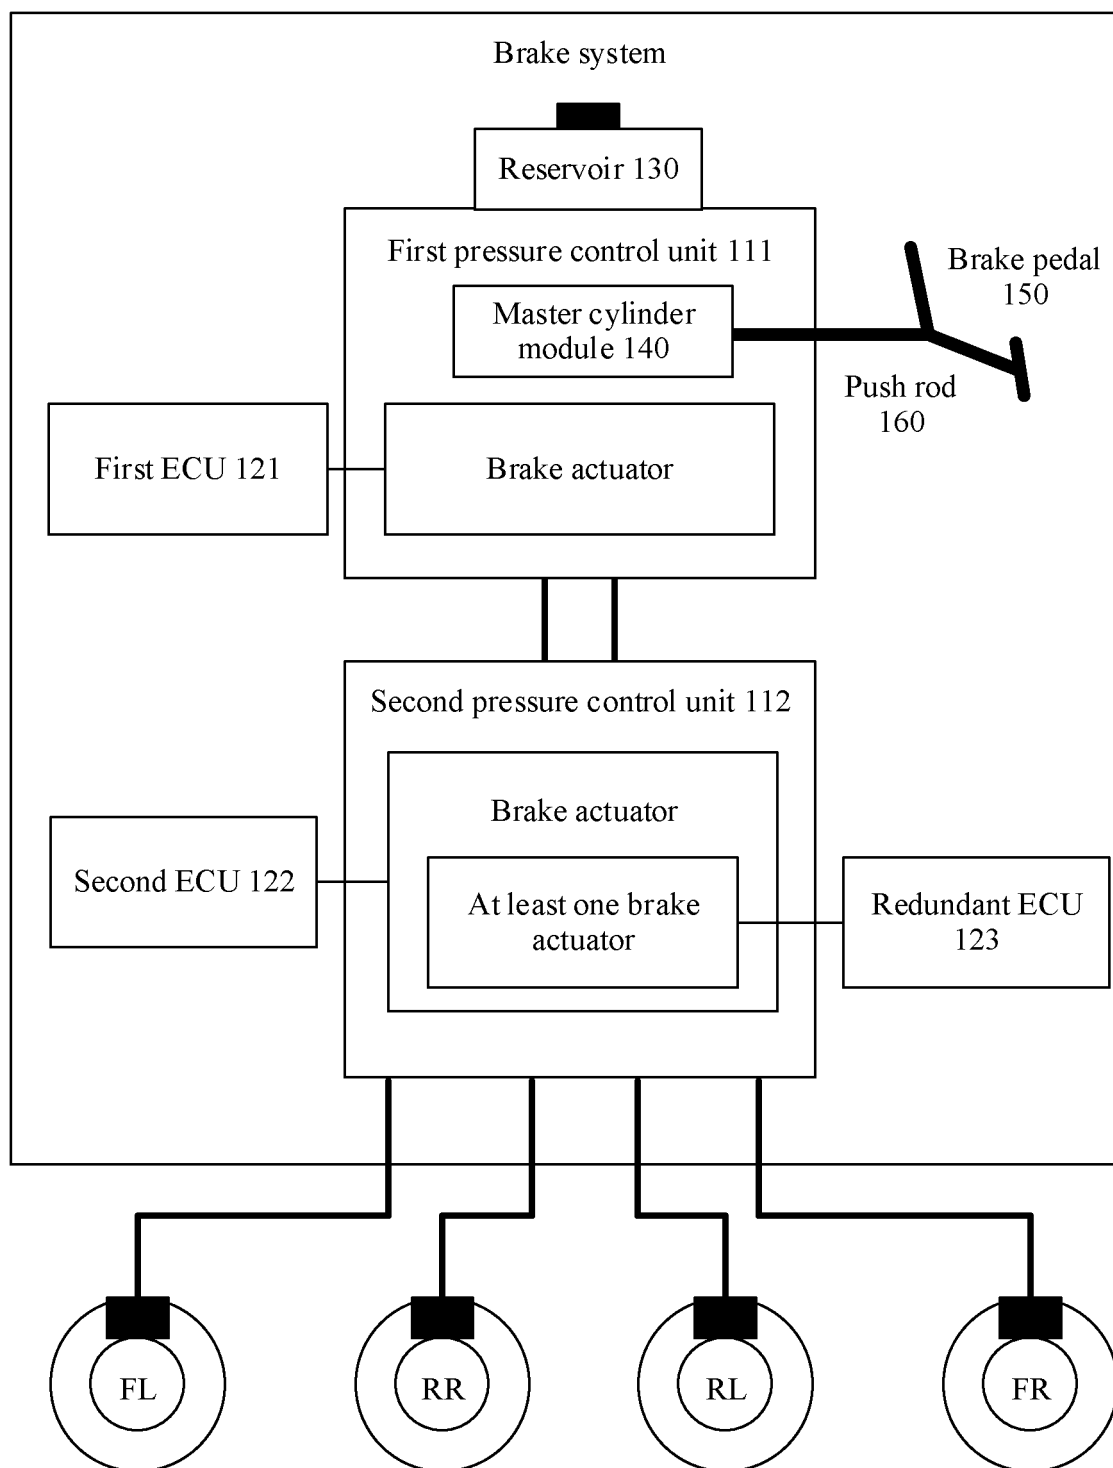 Brake system
Reservoir 130
First pressure control unit 111
Brake pedal
150
Master cylinder
module 140
Push rod
160
First ECU 121
Brake actuator
Second pressure control unit 112
Brake actuator
Second ECU 122
At least one brake
actuator
Redundant ECU
123
FL
RR
RL
FR